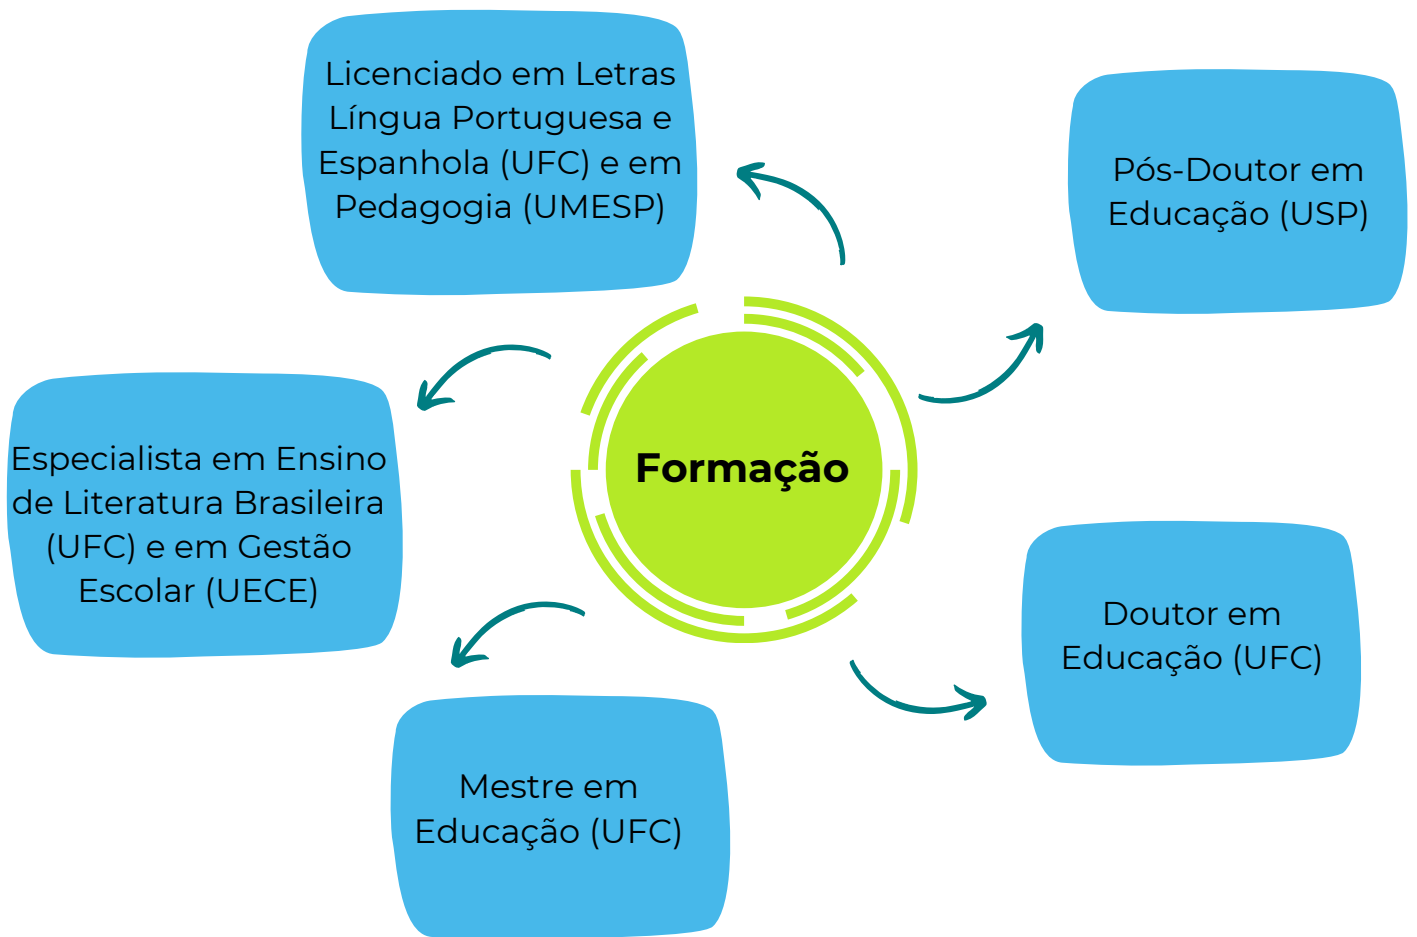 Licenciado em Letras
Língua Portuguesa e
Espanhola (UFC) e em
Pedagogia (UMESP)
Pós-Doutor em
Educação (USP)
Formação
Especialista em Ensino
de Literatura Brasileira
(UFC) e em Gestão
Escolar (UECE)
Doutor em
Educação (UFC)
Mestre em
Educação (UFC)